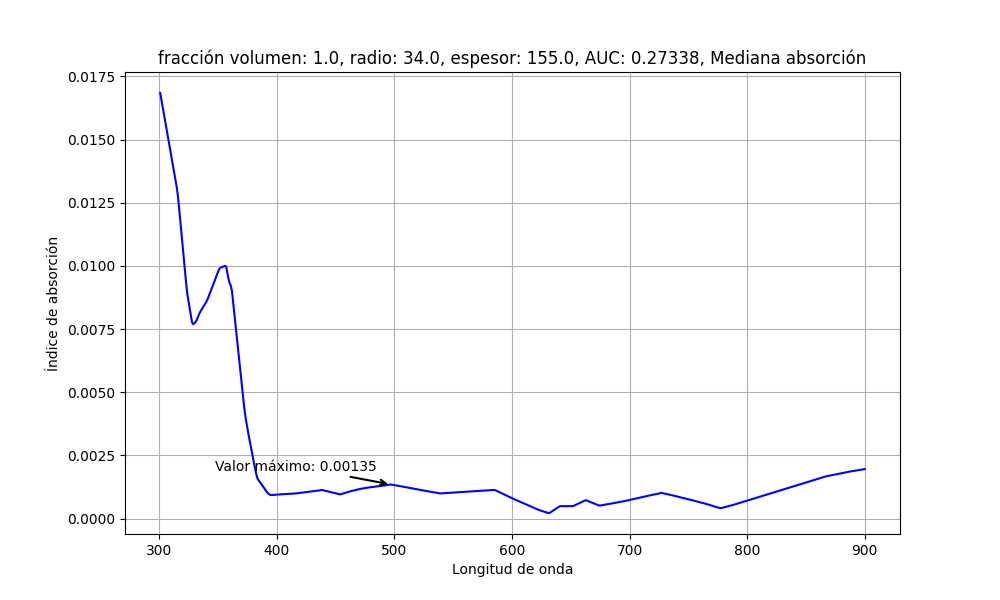 fracción volumen: 1.0, radio: 34.0, espesor: 155.0, AUC: 0.27338, Mediana absorción
0.0175
0.0150
0.0125
0.0100
0.0075
0.0050
0.0025
0.0000
Índice de absorción
Valor máximo: 0.00135
300 400 500 600 700 800 900
Longitud de onda